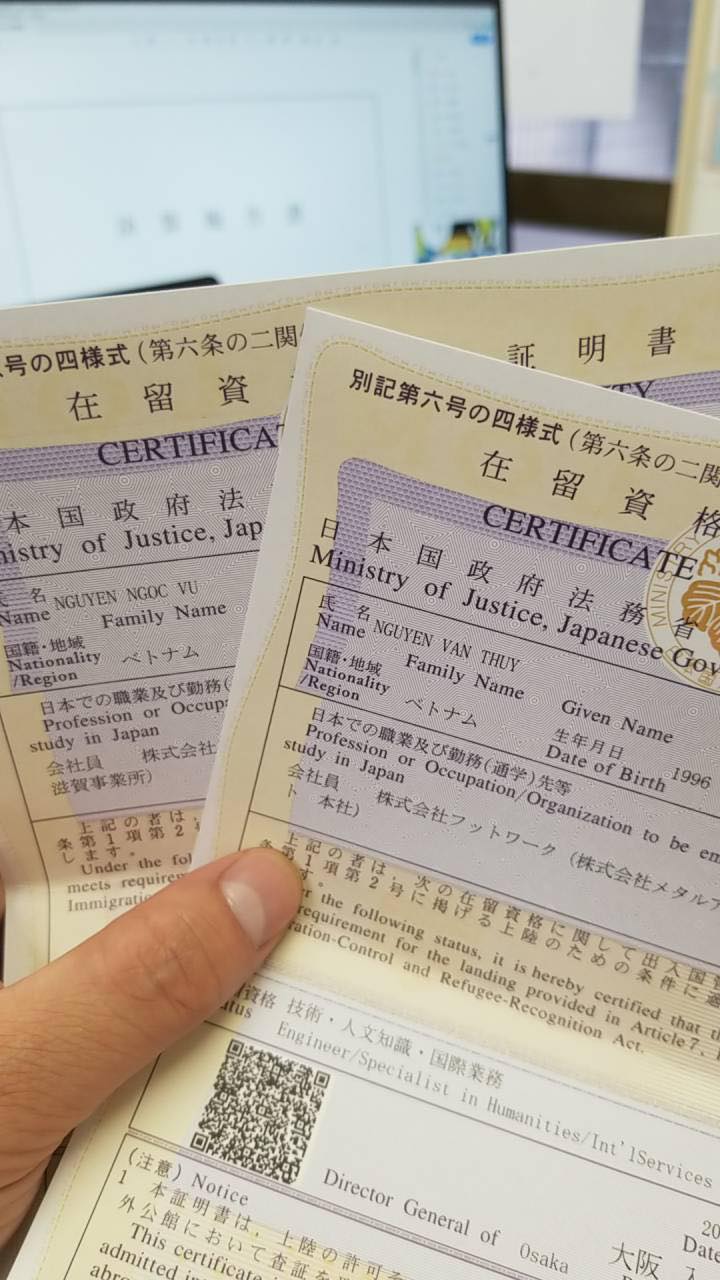 号の四様式(第六条の二関
在留資
証明書
CERTIFICAT
本国政府法
nistry of Justice, Jap
氏 名 NGUYEN NGOC VU
Name Family Name
国籍・地域
Nationality
/Region
ベトナム
日本での職業及び勤務(
Profession or Occupa
study in Japan
会社員 株式会社
滋賀事業所)
上記の者は、
条第1項第2
します。
Under the fol
meets require
Immigratio
別記第六号の四様式(第六条の二関
在留資格
CERTIFICATE
日本国政府法務省
Ministry of Justice, Japanese Gov
氏 名 NGUYEN VAN THUY
Name Family Name Given Name
国籍・地域
Nationality
/Region
ベトナム
生年月日
Date of Birth 1996
日本での職業及び勤務(通学)先等
Profession or Occupation/Organization to be em
study in Japan
会社員 株式会社フットワーク(株式会社メタルア
ト 本社)
上記の者は、次の在留資格に関して出入国管
条第1項第2号に掲げる上陸のための条件に適
す。
r the following status, it is hereby certified that th
requirement for the landing provided in Article 7,
ration-Control and Refugee-Recognition Act.
資格 技術・人文知識・国際業務
tatus Engineer/Specialist in Humanities/Int'lServices
20
Date
Director General of Osaka
大阪入
(注意) Notice
1 本証明書は、上陸の許可そ
外公館において査証を
This certificate
admitted in
abro